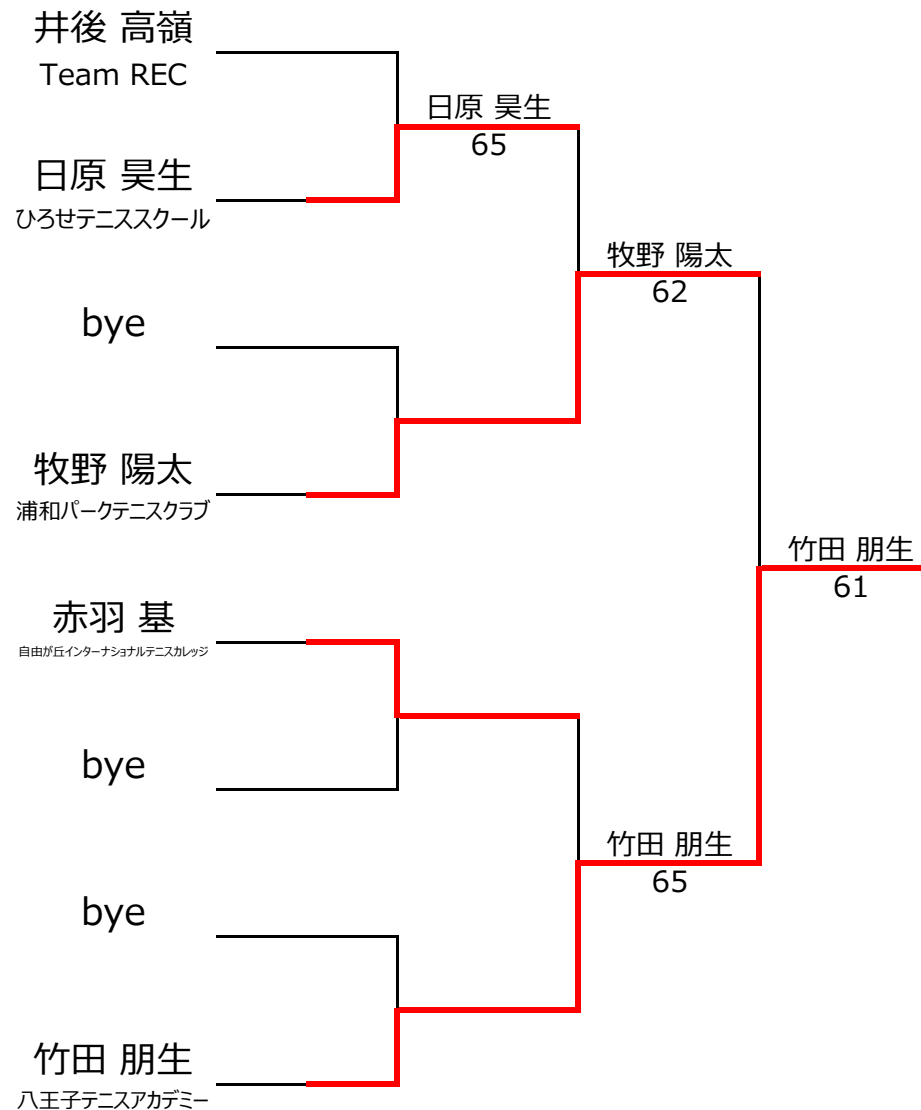 井後 高嶺
Team REC
日原 昊生
ひろせテニススクール
bye
牧野 陽太
浦和パークテニスクラブ
赤羽 基
自由が丘インターナショナルテニスカレッジ
bye
bye
竹田 朋生
八王子テニスアカデミー
日原 昊生
65
牧野 陽太
62
竹田 朋生
65
竹田 朋生
61